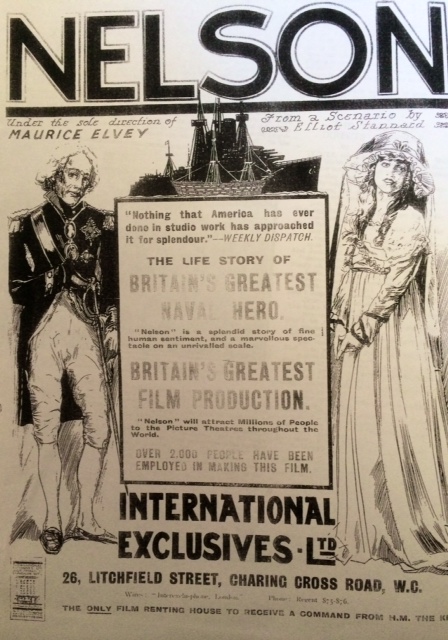 NELSON
Under the sole direction of
MAURICE ELVEY
From a Scenario by
Elliot Stannard
"Nothing that America has ever
done in studio work has approached
it for splendour."—WEEKLY DISPATCH.
THE LIFE STORY OF
BRITAIN'S GREATEST
NAVAL HERO.
"Nelson" is a splendid story of fine
human sentiment, and a marvellous spec-
tacle on an unrivalled scale.
BRITAIN'S GREATEST
FILM PRODUCTION.
"Nelson" will attract Millions of People
to the Picture Theatres throughout the
World.
OVER 2,000 PEOPLE HAVE BEEN
EMPLOYED IN MAKING THIS FILM.
INTERNATIONAL
EXCLUSIVES·LTD
26, LITCHFIELD STREET, CHARING CROSS ROAD, W.C.
London." Phone: Regent
THE ONLY FILM RENTING HOUSE TO RECEIVE A COMMAND FROM H.M. THE